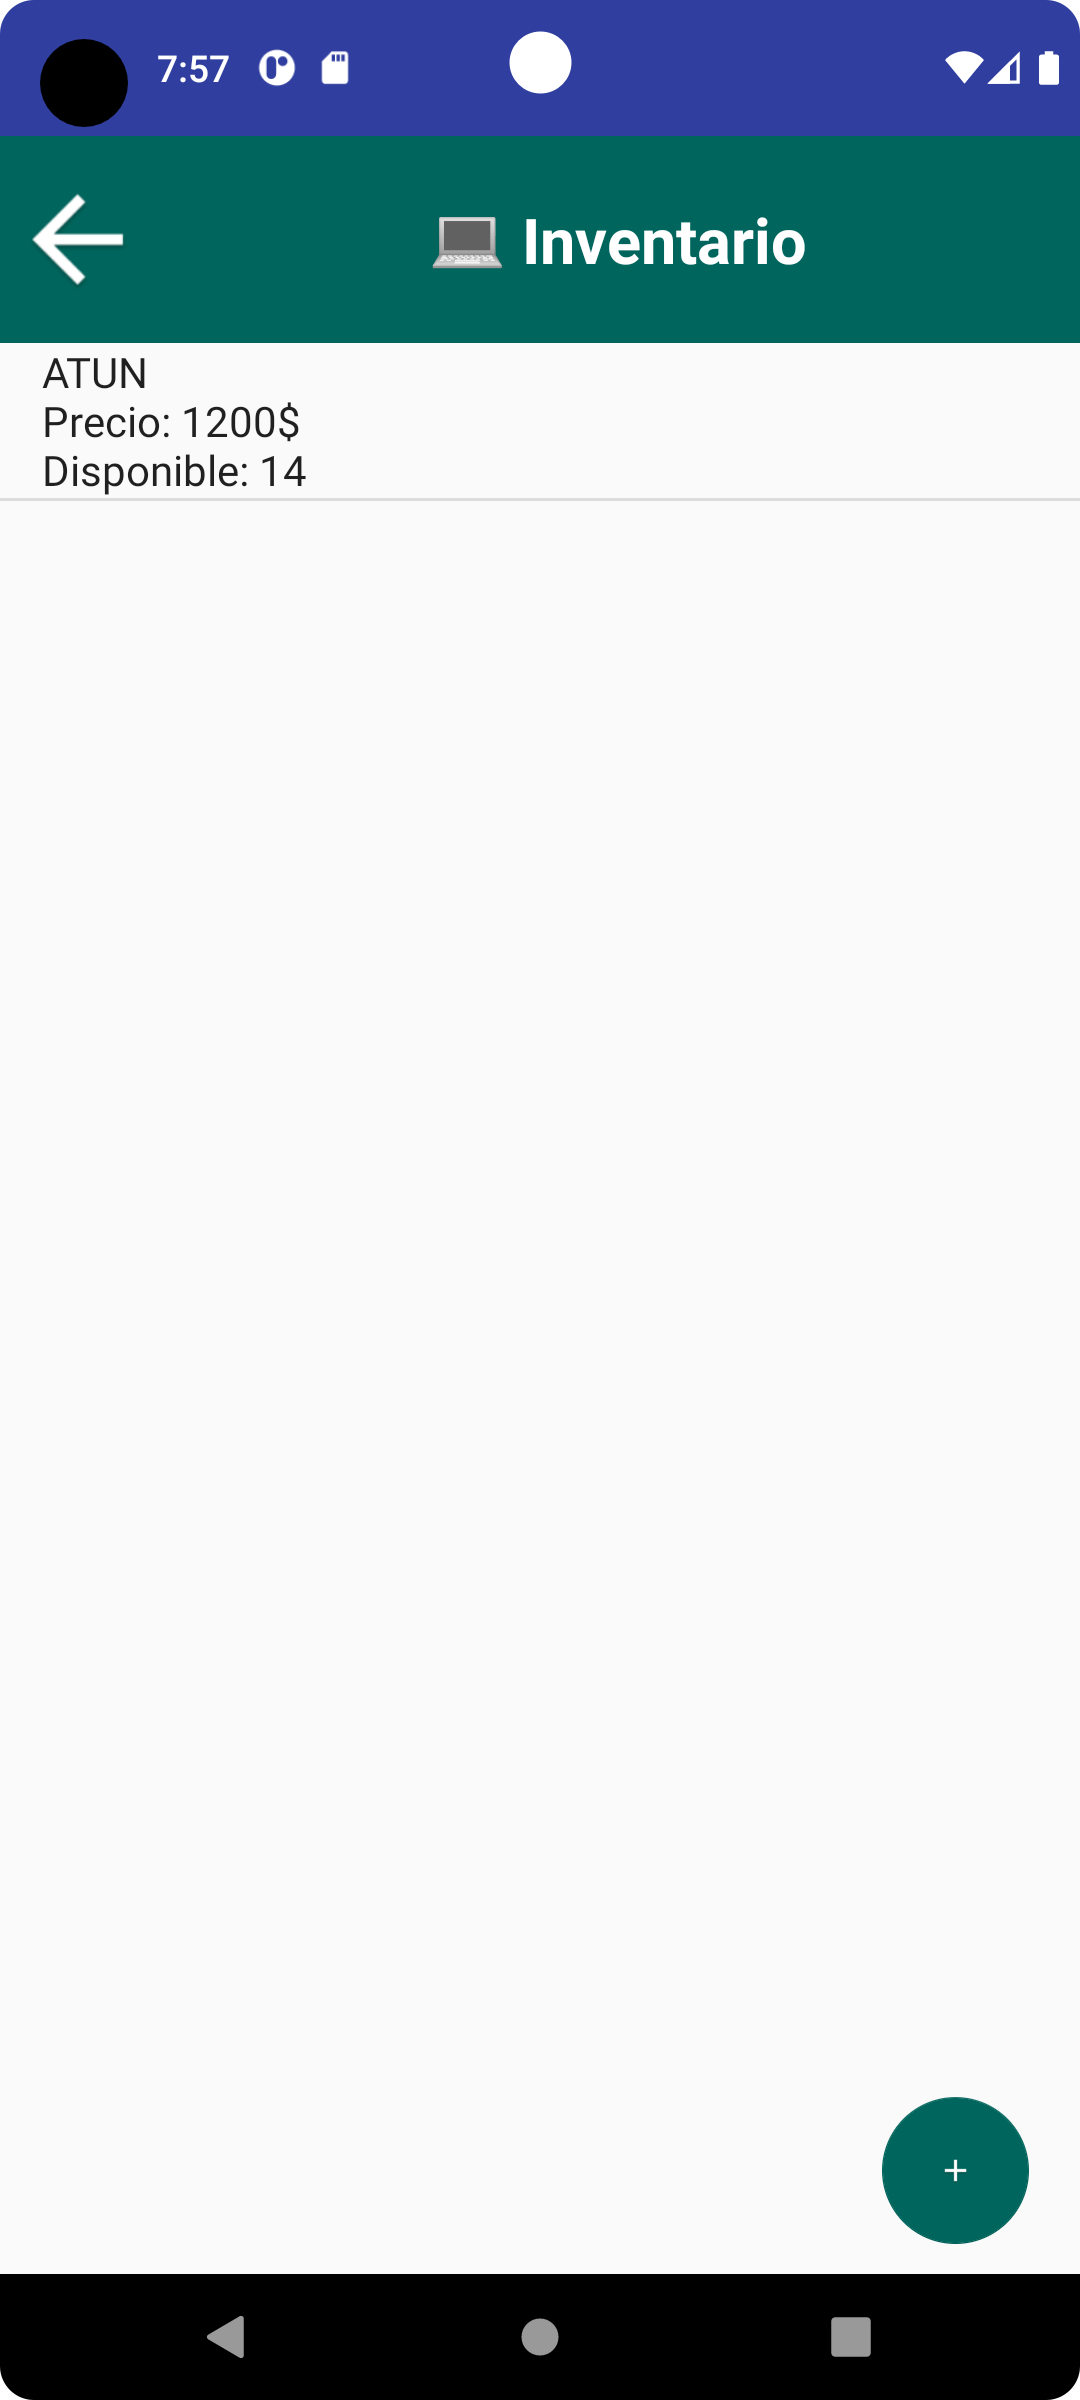 7:57
💻 Inventario
ATUN
Precio: 1200$
Disponible: 14
+